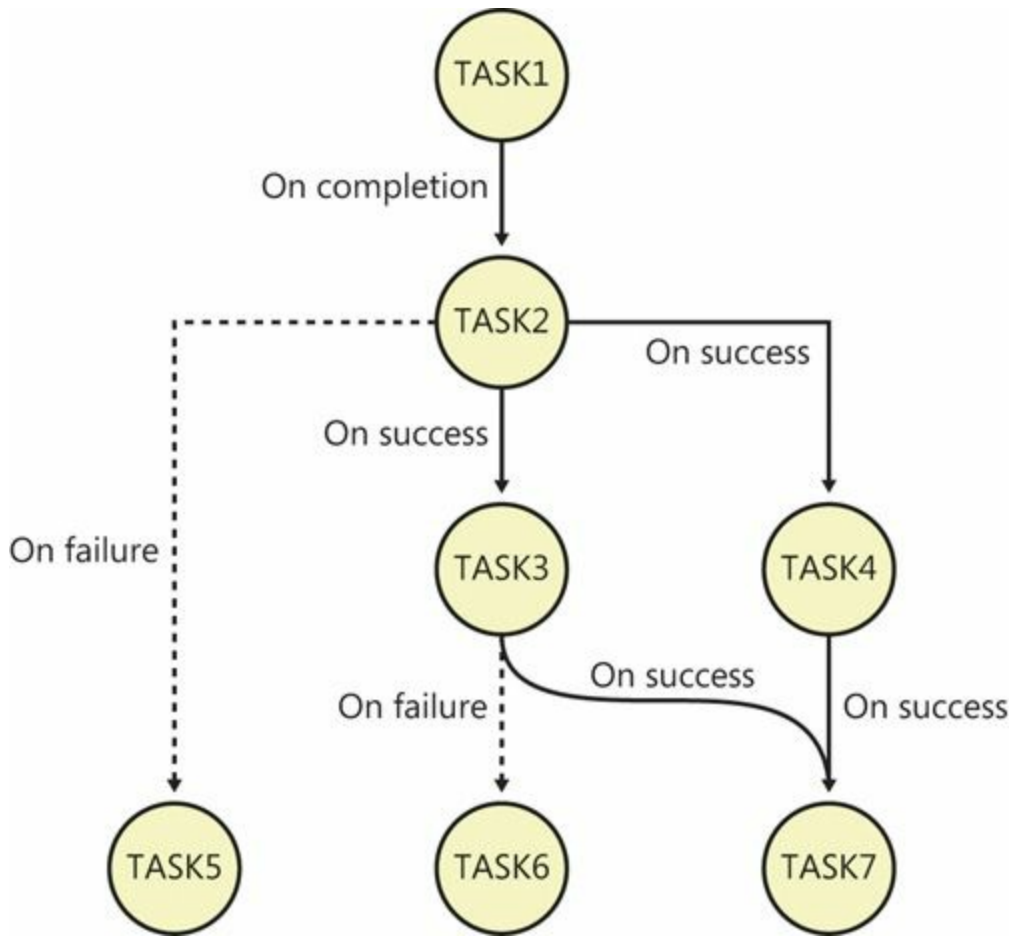 TASK1
On completion
TASK2
On success
On success
On failure
TASK3
TASK4
On success
On failure
On success
TASK5
TASK6
TASK7